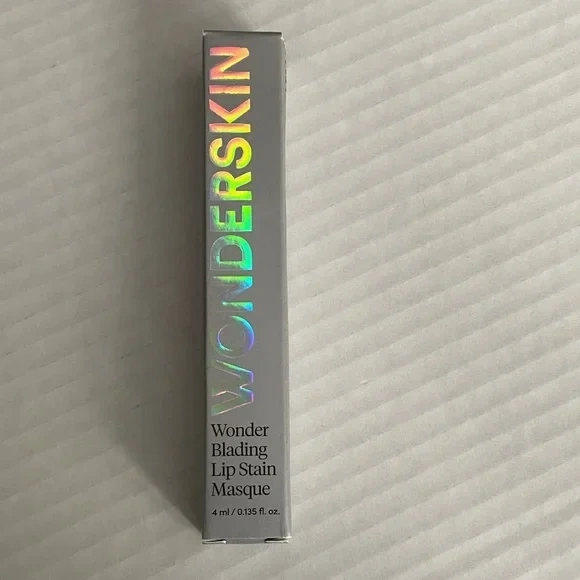 WONDERSKIN
Wonder
Blading
Lip Stain
Masque
4 ml / 0.135 fl. oz.